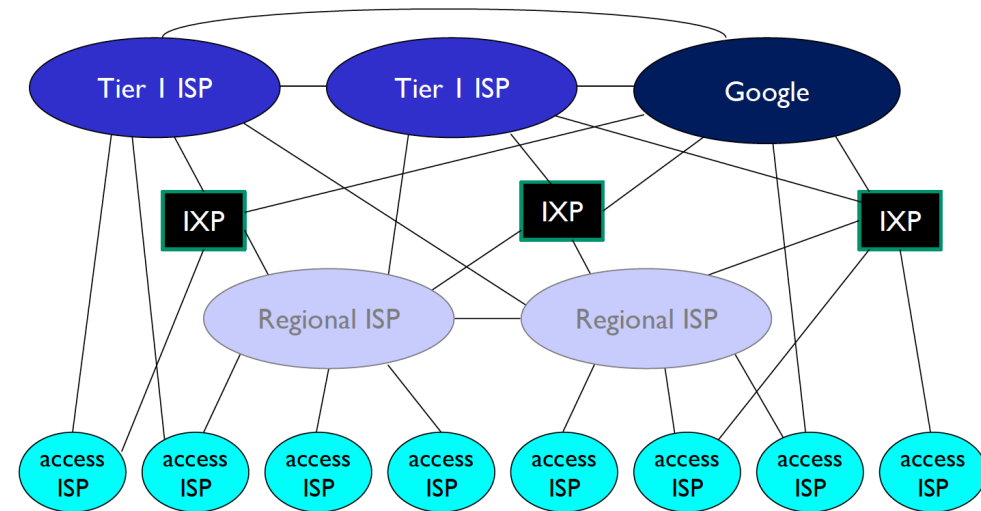 Tier 1 ISP
Tier 1 ISP
Google
IXP
IXP
IXP
Regional ISP
Regional ISP
access
ISP
access
ISP
access
ISP
access
ISP
access
ISP
access
ISP
access
ISP
access
ISP